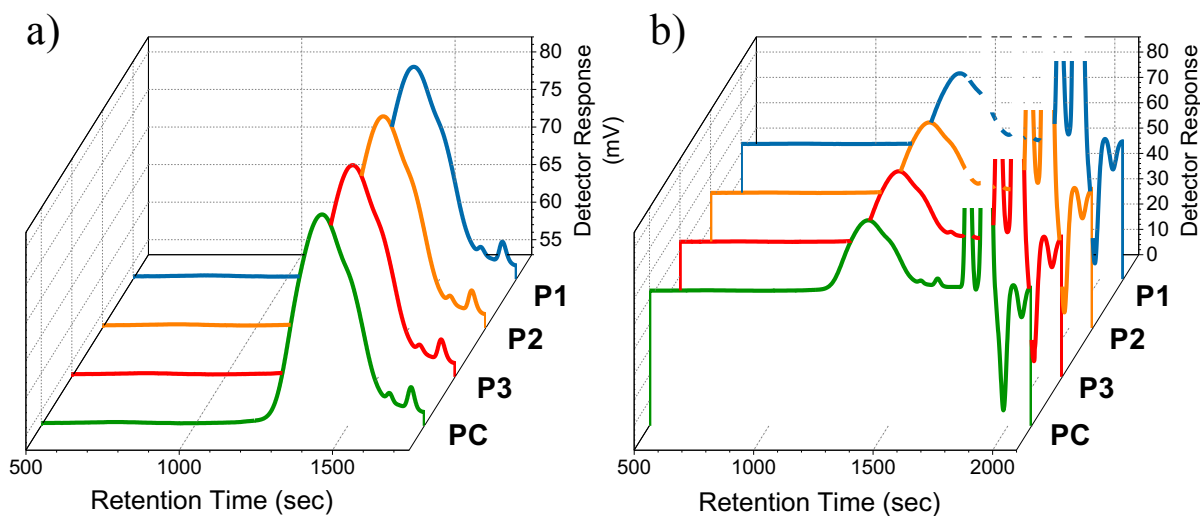 a)
80
75
70
65
60
55
Detector Response
(mV)
P1
P2
P3
PC
500
1000
1500
Retention Time (sec)
b)
80
70
60
50
40
30
20
10
0
Detector Response
(mV)
P1
P2
P3
PC
500
1000
1500
2000
Retention Time (sec)